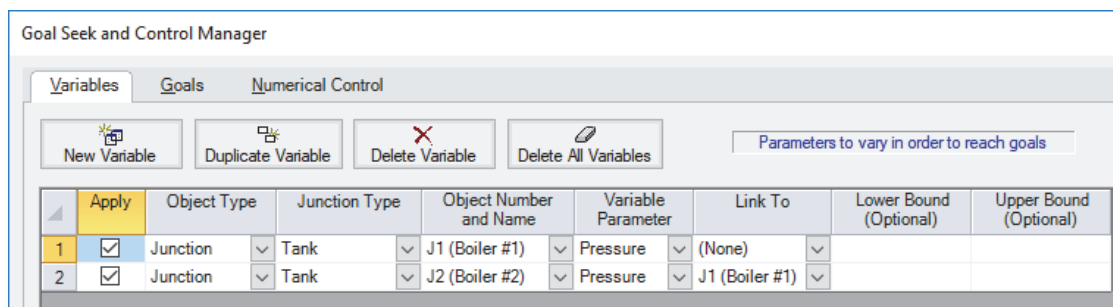 Goal Seek and Control Manager
Variables Goals Numerical Control
New Variable Duplicate Variable Delete Variable Delete All Variables Parameters to vary in order to reach goals
Apply Object Type Junction Type Object Number and Name Variable Parameter Link To Lower Bound (Optional) Upper Bound (Optional)
1 Junction Tank J1 (Boiler #1) Pressure (None)
2 Junction Tank J2 (Boiler #2) Pressure J1 (Boiler #1)